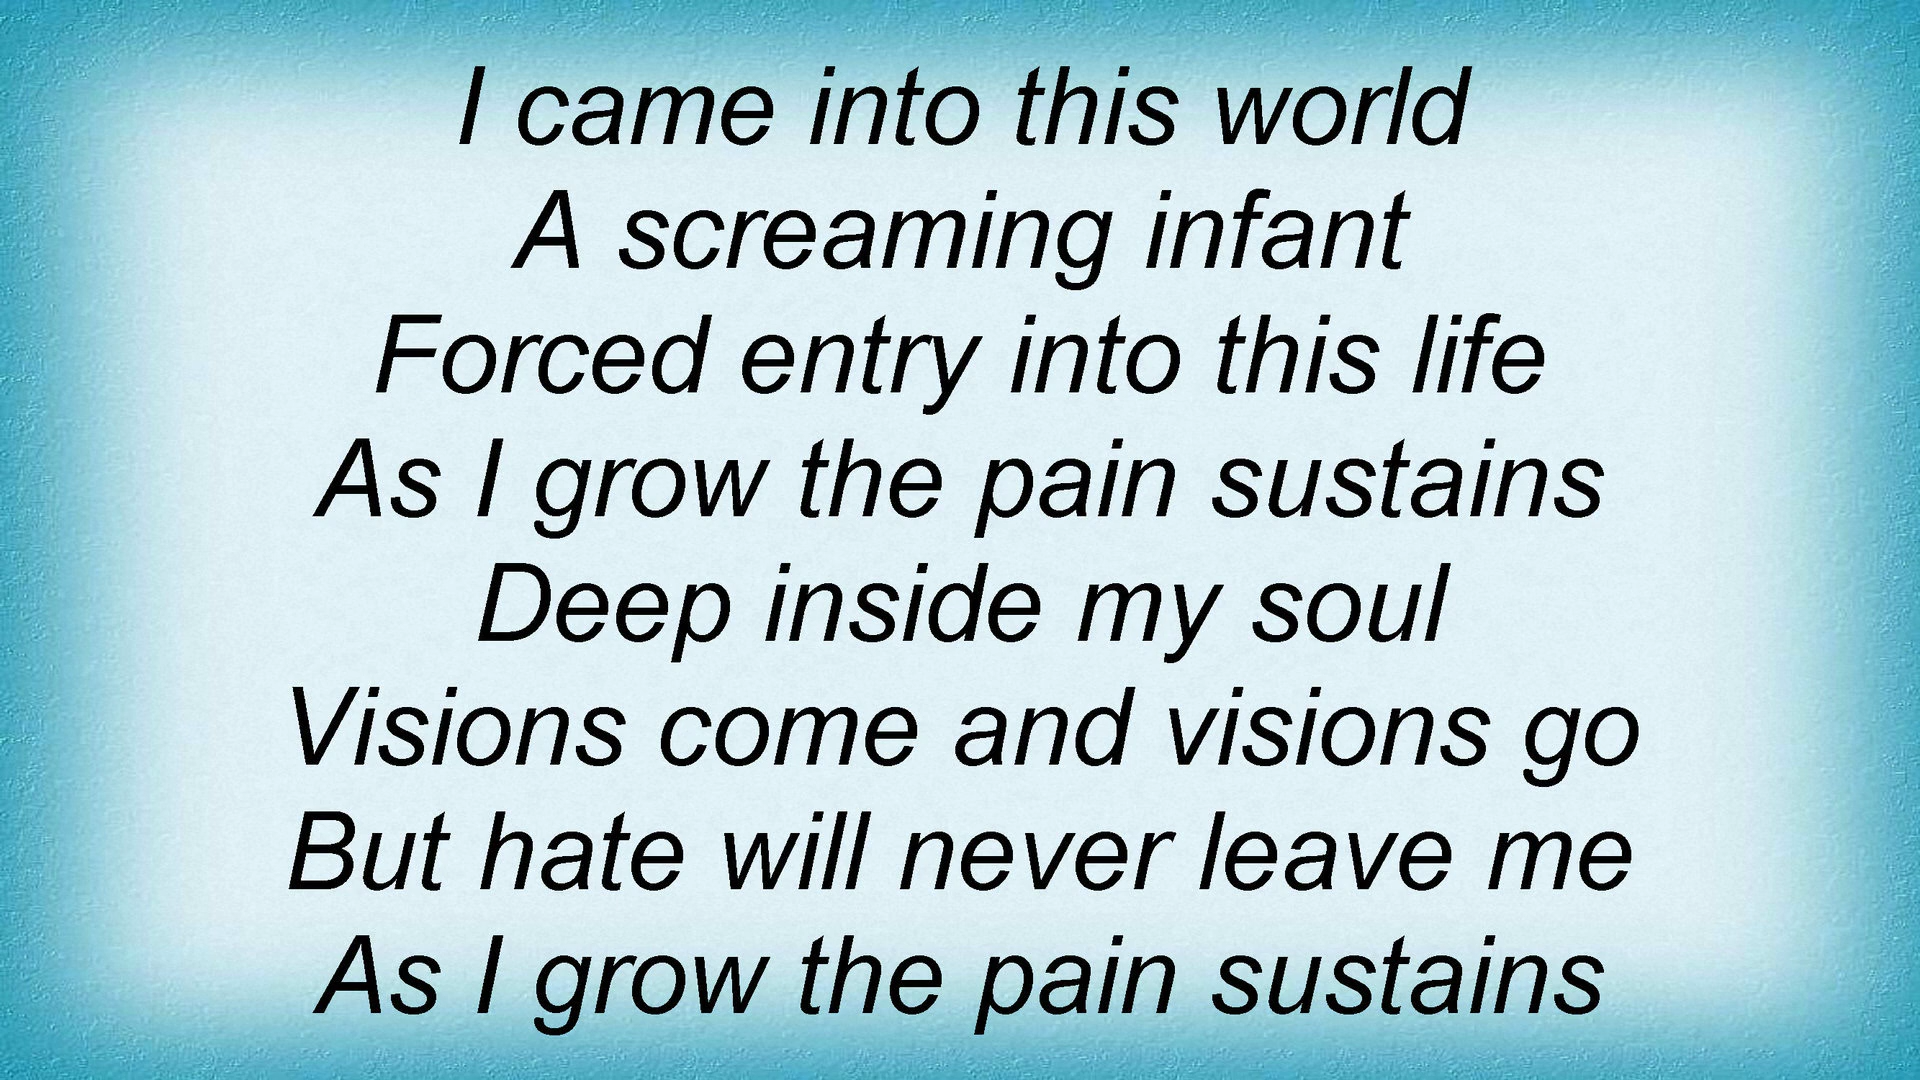 I came into this world
A screaming infant
Forced entry into this life
As I grow the pain sustains
Deep inside my soul
Visions come and visions go
But hate will never leave me
As I grow the pain sustains